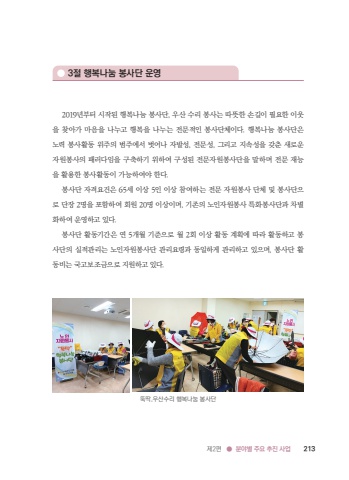 3절 행복나눔 봉사단 운영
2019년부터 시작된 행복나눔 봉사단, 우산 수리 봉사는 따뜻한 손길이 필요한 이웃
을 찾아가 마음을 나누고 행복을 나누는 전문적인 봉사단체이다. 행복나눔 봉사단은
노력 봉사활동 위주의 범주에서 벗어나 자발성, 전문성, 그리고 지속성을 갖춘 새로운
자원봉사의 패러다임을 구축하기 위하여 구성된 전문자원봉사단을 말하며 전문 재능
을 활용한 봉사활동이 가능하여야 한다.
봉사단 자격요건은 65세 이상 5인 이상 참여하는 전문 자원봉사 단체 및 봉사단으
로 단장 2명을 포함하여 회원 20명 이상이며, 기존의 노인자원봉사 특화봉사단과 차별
화하여 운영하고 있다.
봉사단 활동기간은 연 5개월 기준으로 월 2회 이상 활동 계획에 따라 활동하고 봉
사단의 실적관리는 노인자원봉사단 관리요령과 동일하게 관리하고 있으며, 봉사단 활
동비는 국고보조금으로 지원하고 있다.
노인
자원봉사
행복나눔
봉사단
뚝딱,우산수리 행복나눔 봉사단
제2편 ● 분야별 주요 추진 사업 213